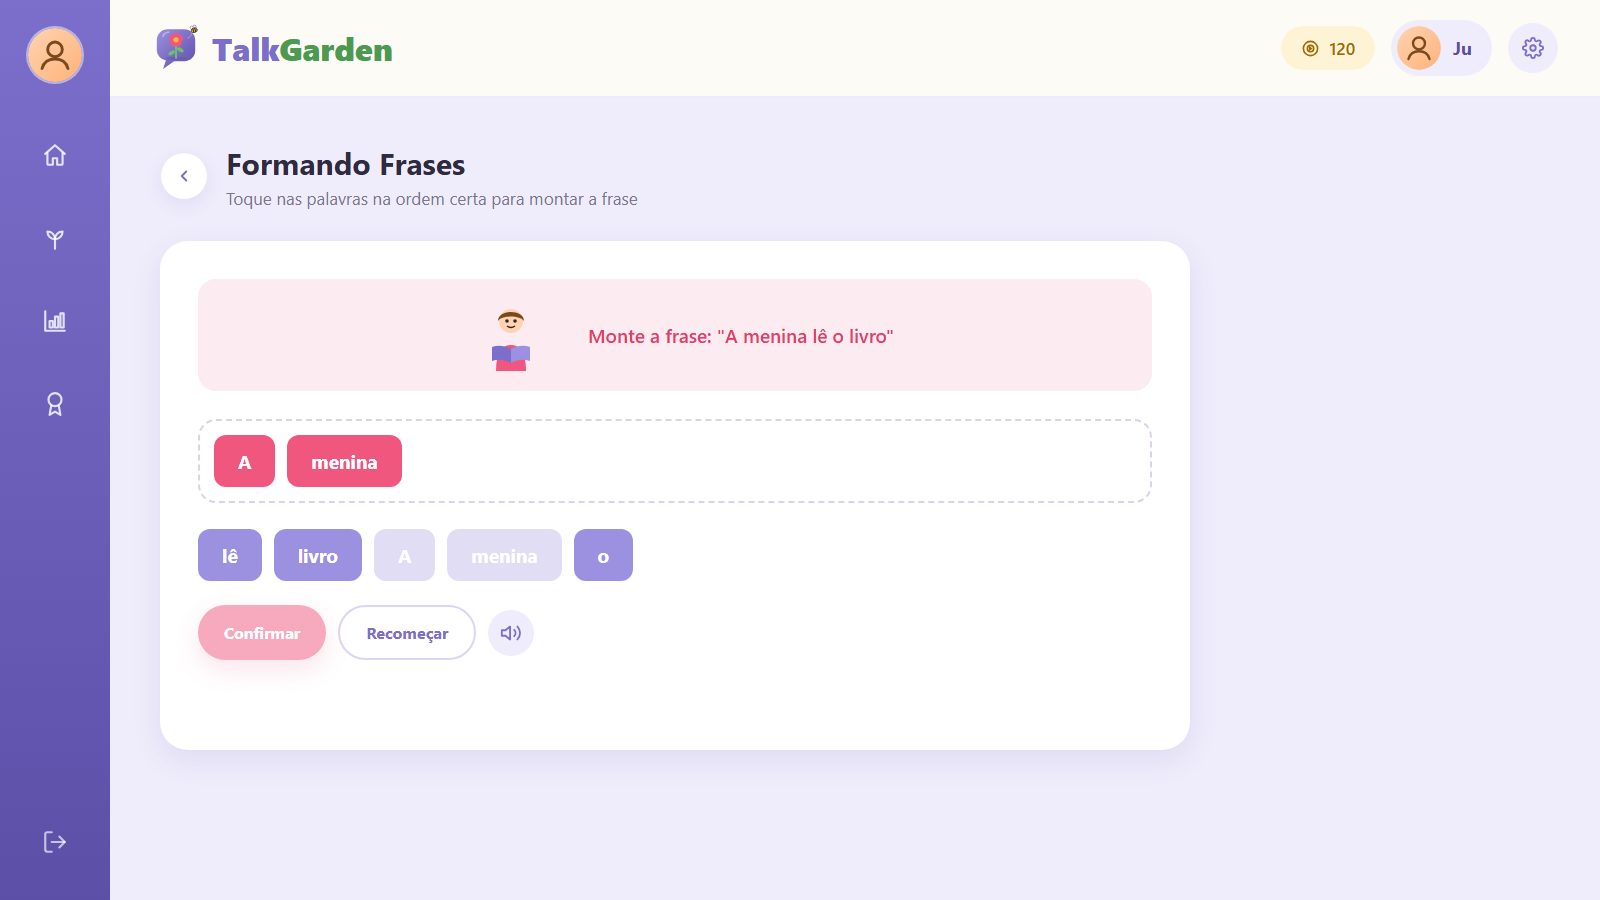 TalkGarden
120
Ju
Formando Frases
Toque nas palavras na ordem certa para montar a frase
Monte a frase: "A menina lê o livro"
A menina
lê livro A menina o
Confirmar Recomeçar